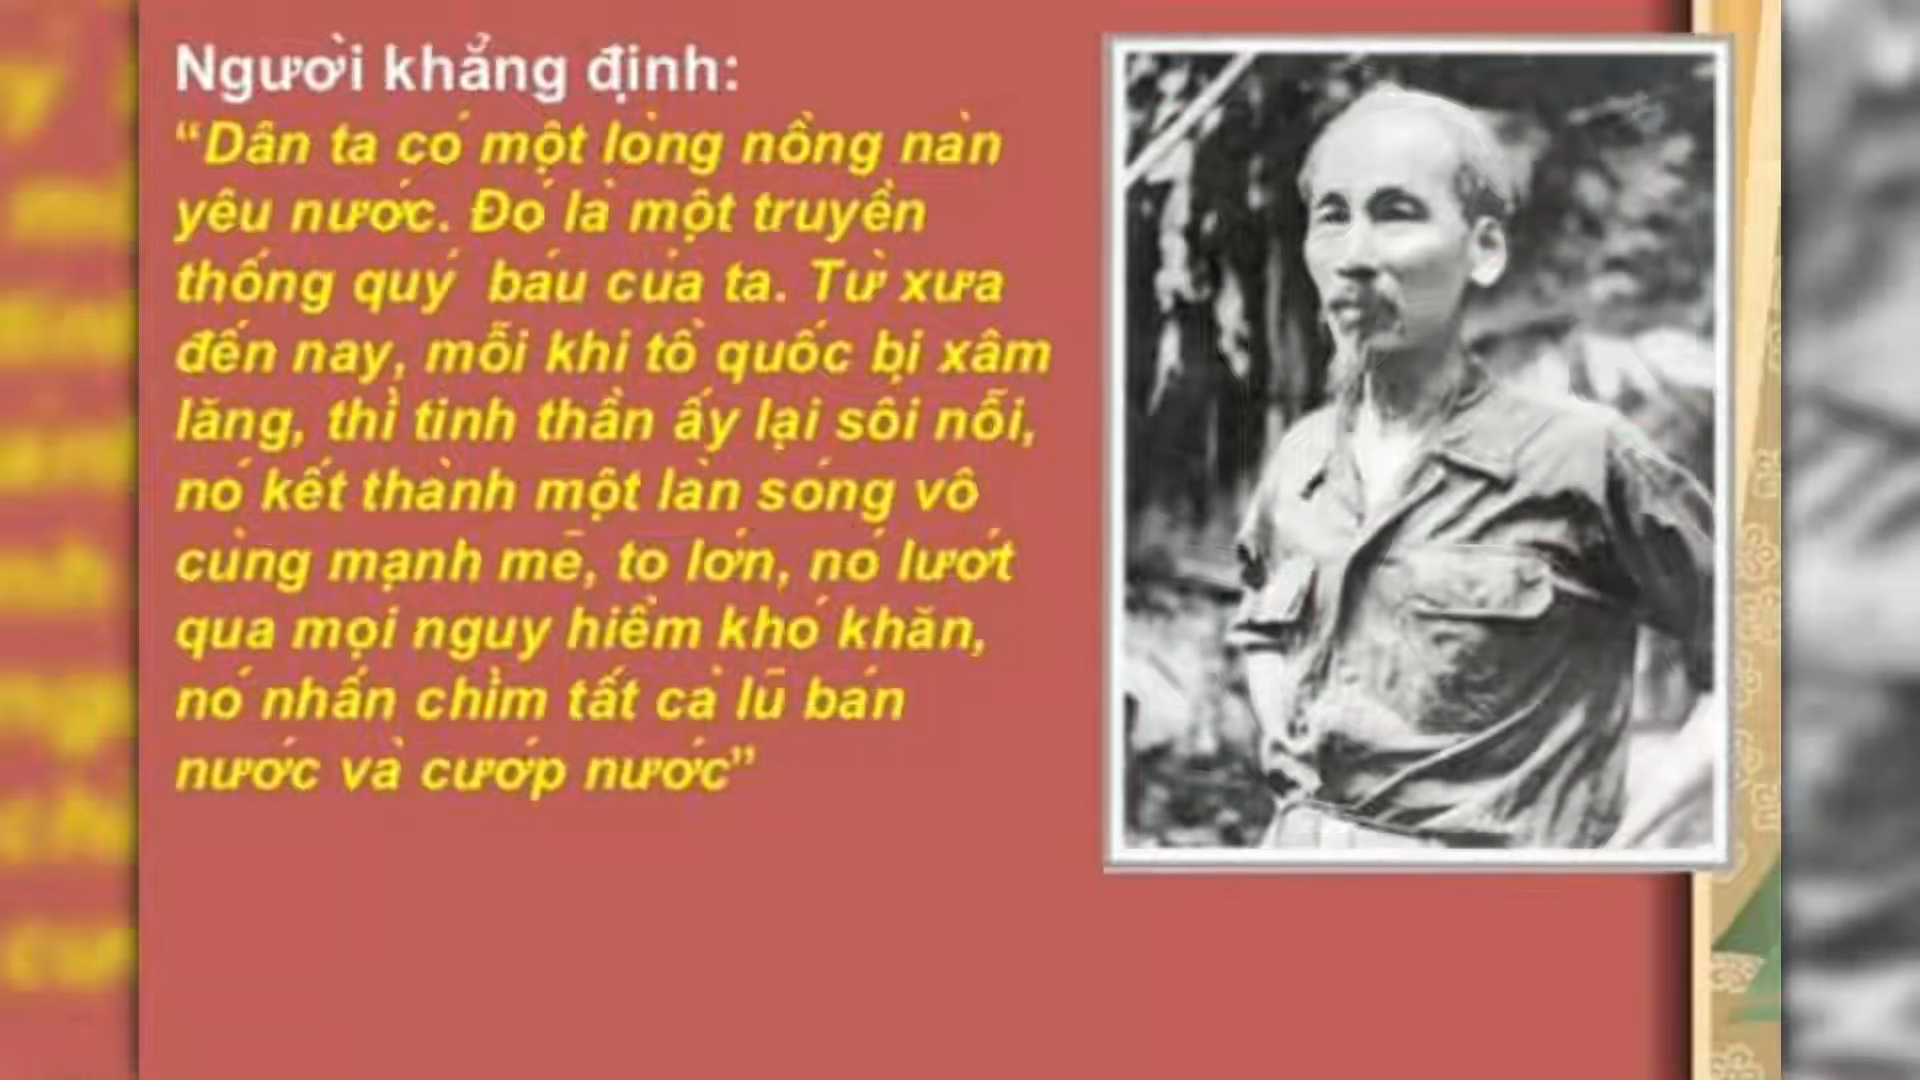 Người khẳng định:
“Dân ta có một lòng nồng nàn
yêu nước. Đó là một truyền
thống quý báu của ta. Từ xưa
đến nay, mỗi khi tổ quốc bị xâm
lăng, thì tinh thần ấy lại sôi nỗi,
nó kết thành một làn sóng vô
cùng mạnh mẽ, to lớn, nó lướt
qua mọi nguy hiểm khó khăn,
nó nhấn chìm tất cả lũ bán
nước và cướp nước”